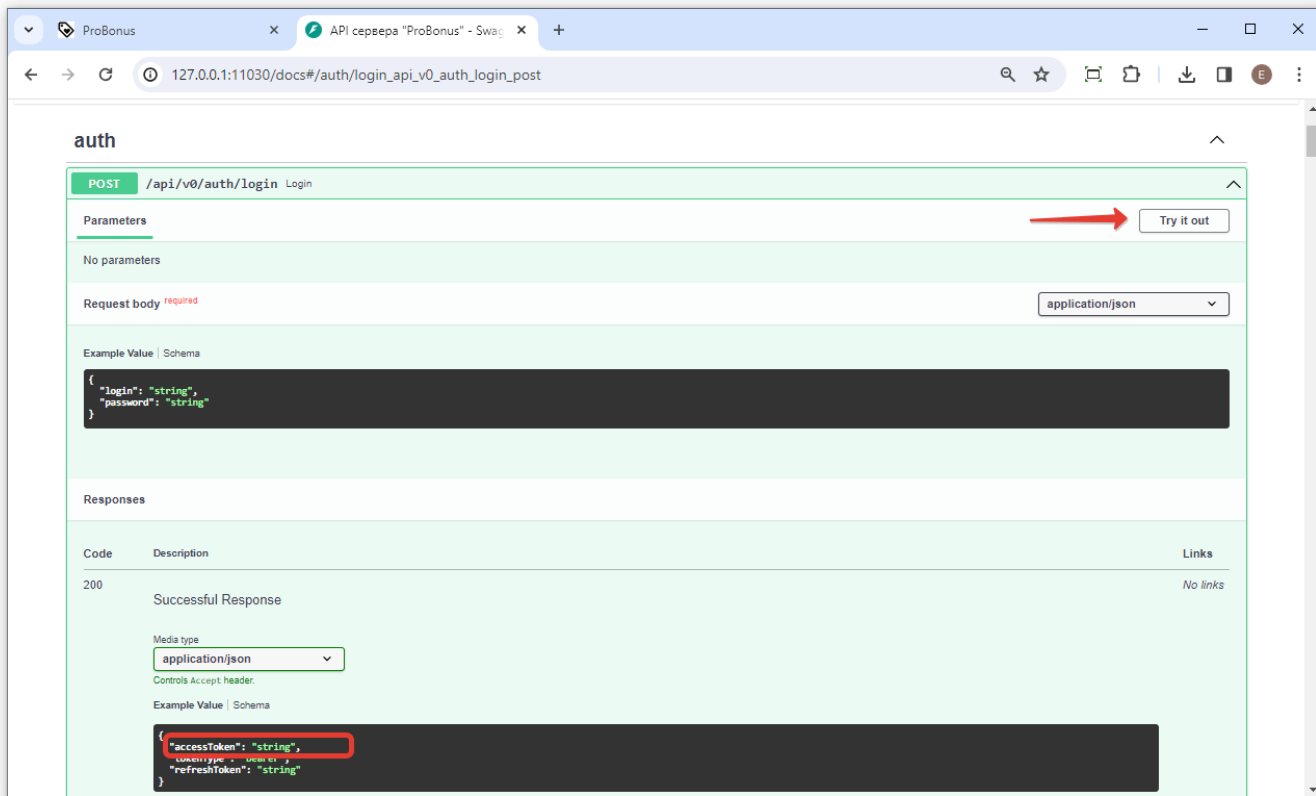 ProBonus
API сервера "ProBonus" - Swag
127.0.0.1:11030/docs#/auth/login_api_v0_auth_login_post
E
auth
POST /api/v0/auth/login Login
Parameters
Try it out
No parameters
Request body required
application/json
Example Value | Schema
{
"login": "string",
"password": "string"
}
Responses
Code Description Links
200 Successful Response No links
Media type
application/json
Controls Accept header.
Example Value | Schema
{
"accessToken": "string",
"tokenType": "bearer",
"refreshToken": "string"
}